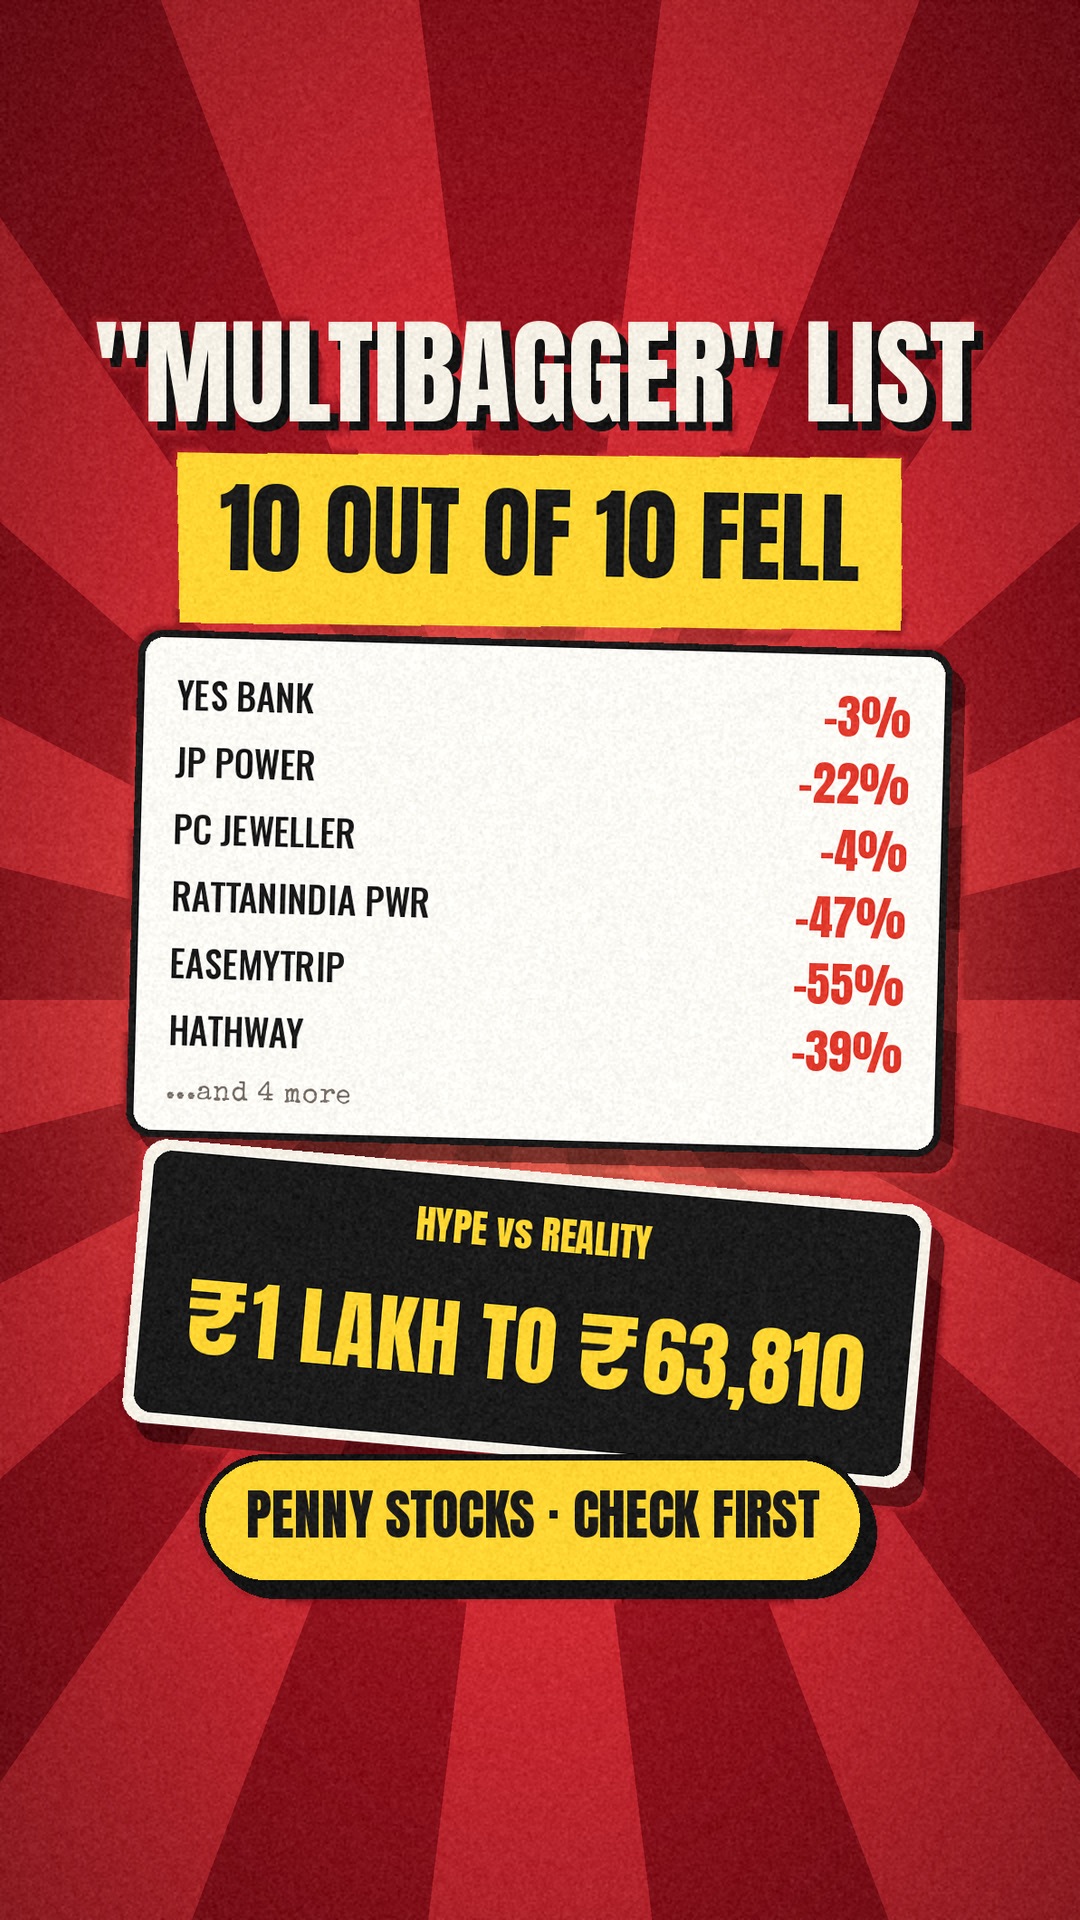 "MULTIBAGGER" LIST
10 OUT OF 10 FELL
YES BANK -3%
JP POWER -22%
PC JEWELLER -4%
RATTANINDIA PWR -47%
EASEMYTRIP -55%
HATHWAY -39%
...and 4 more
HYPE vs REALITY
₹1 LAKH TO ₹63,810
PENNY STOCKS · CHECK FIRST